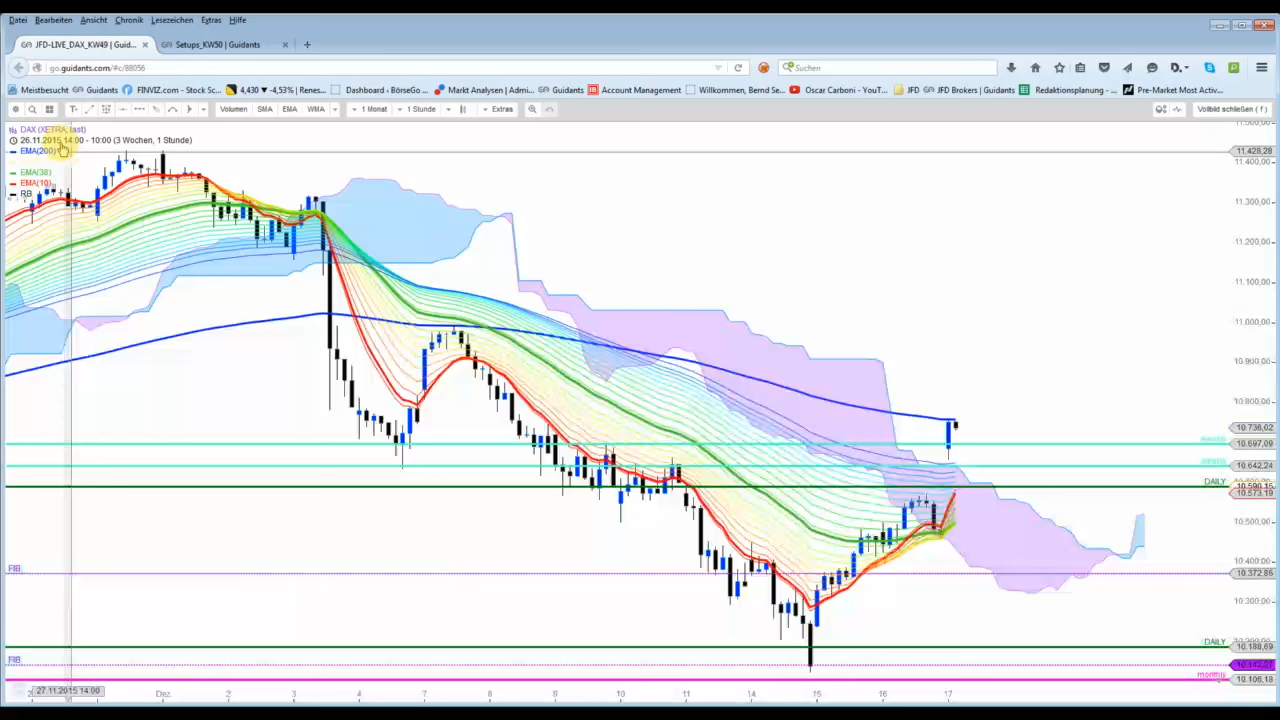 Datei Bearbeiten Ansicht Chronik Lesezeichen Extras Hilfe
JFD-LIVE_DAX_KW49 | Guid... Setups_KW50 | Guidants
go.guidants.com/#c/88056 Suchen
Meistbesucht Guidants FINVIZ.com - Stock Sc... 4,430 -4,53% | Renes... Dashboard ‹ BörseGo ... Markt Analysen | Admi... Guidants Account Management Willkommen, Bernd Se... Oscar Carboni - YouT... JFD JFD Brokers | Guidants Redaktionsplanung - ... Pre-Market Most Activ...
Volumen SMA EMA WMA 1 Monat 1 Stunde Extras Vollbild schließen ( f )
DAX (XETRA, last)
26.11.2015 14:00 - 10:00 (3 Wochen, 1 Stunde)
EMA(200)
EMA(38)
EMA(10)
RB
11.500,00
11.428,28
11.400,00
11.300,00
11.200,00
11.100,00
11.000,00
10.900,00
10.800,00
10.736,02
10.697,09
10.642,24
DAILY 10.590,15
10.573,19
10.500,00
10.400,00
FIB 10.372,86
10.300,00
DAILY 10.188,69
FIB 10.142,27
monthly 10.106,18
27.11.2015 14:00 Dez. 2 3 4 7 8 9 10 11 14 15 16 17